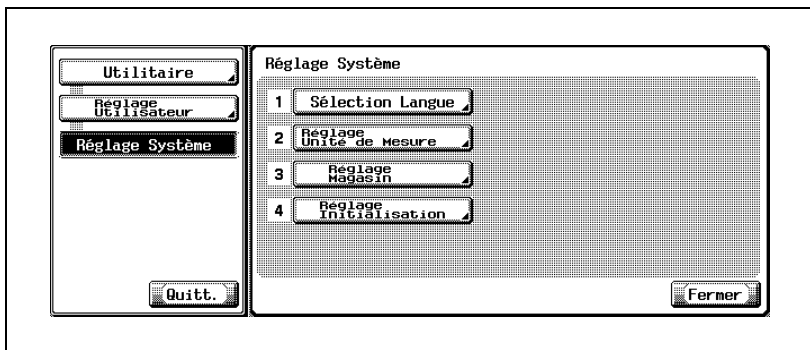 Utilitaire
Réglage
Utilisateur
Réglage Système
Quitt.
Réglage Système
1 Sélection Langue
2 Réglage
Unité de Mesure
3 Réglage
Magasin
4 Réglage
Initialisation
Fermer